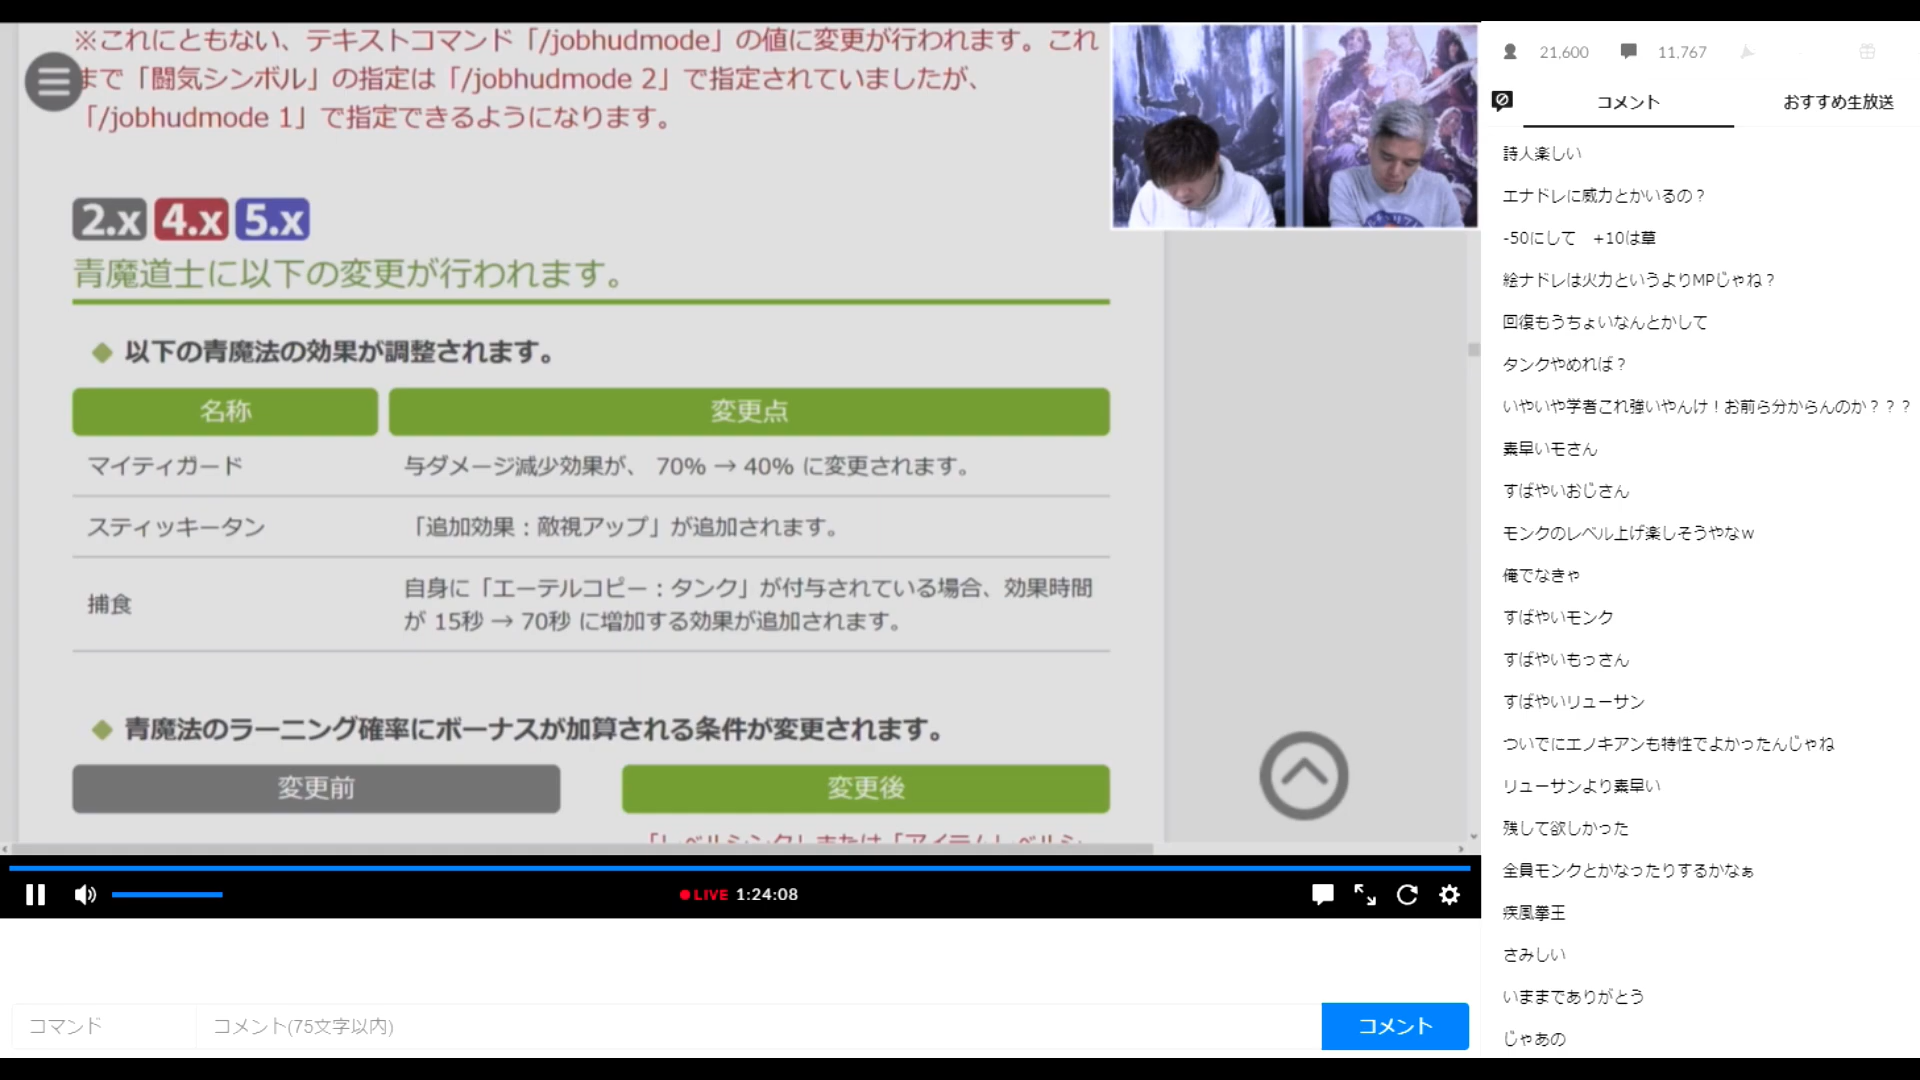 ※これにともない、テキストコマンド「/jobhudmode」の値に変更が行われます。これ
まで「闘気シンボル」の指定は「/jobhudmode 2」で指定されていましたが、
「/jobhudmode 1」で指定できるようになります。
2.x 4.x 5.x
青魔道士に以下の変更が行われます。
以下の青魔法の効果が調整されます。
名称 変更点
マイティガード 与ダメージ減少効果が、 70% → 40% に変更されます。
スティッキータン 「追加効果：敵視アップ」が追加されます。
捕食 自身に「エーテルコピー：タンク」が付与されている場合、効果時間
が 15秒 → 70秒 に増加する効果が追加されます。
青魔法のラーニング確率にボーナスが加算される条件が変更されます。
変更前 変更後
「レベルシンク」または「アイテムレベルシ
LIVE 1:24:08
コマンド コメント(75文字以内) コメント
21,600 11,767
コメント おすすめ生放送
詩人楽しい
エナドレに威力とかいるの？
-50にして　+10は草
絵ナドレは火力というよりMPじゃね？
回復もうちょいなんとかして
タンクやめれば？
いやいや学者これ強いやんけ！お前ら分からんのか？？？
素早いモさん
すばやいおじさん
モンクのレベル上げ楽しそうやなｗ
俺でなきゃ
すばやいモンク
すばやいもっさん
すばやいリューサン
ついでにエノキアンも特性でよかったんじゃね
リューサンより素早い
残して欲しかった
全員モンクとかなったりするかなぁ
疾風拳王
さみしい
いままでありがとう
じゃあの